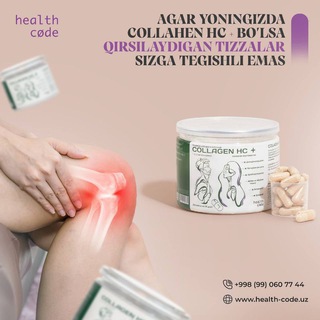 health
cøde
AGAR YONINGIZDA
COLLAHEN HC + BO'LSA
QIRSILAYDIGAN TIZZALAR
SIZGA TEGISHLI EMAS
COLLAGEN HC +
+998 (99) 060 77 44
www.health-code.uz